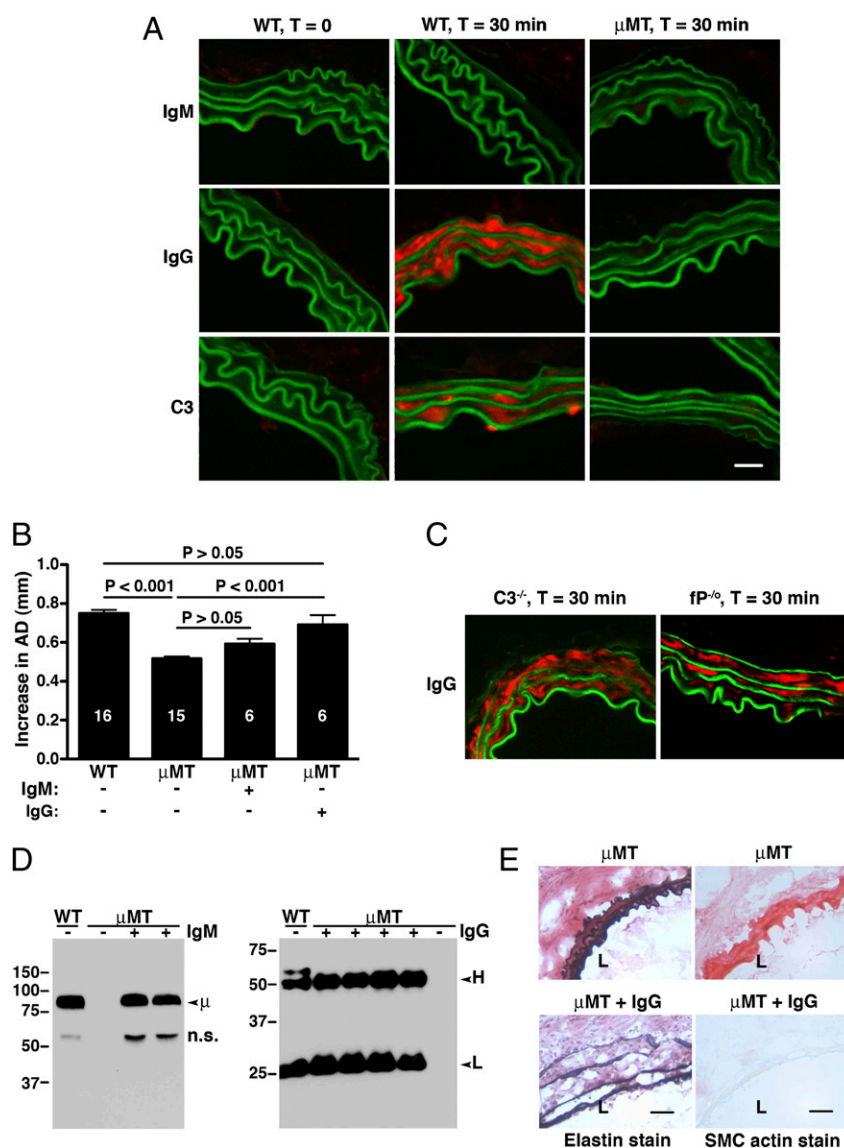 A
WT, T = 0
WT, T = 30 min
μMT, T = 30 min
IgM
IgG
C3
B
P > 0.05
P < 0.001
P < 0.001
P > 0.05
Increase in AD (mm)
1.0
0.8
0.6
0.4
0.2
0.0
16
15
6
6
WT
μMT
μMT
μMT
IgM:
-
-
+
-
IgG:
-
-
-
+
C
C3-/-, T = 30 min
fP-/o, T = 30 min
IgG
D
WT
μMT
-
-
+
+
IgM
150
100
75
50
37
μ
n.s.
WT
μMT
-
+
+
+
+
-
IgG
75
50
37
25
H
L
E
μMT
μMT
L
L
μMT + IgG
μMT + IgG
L
L
Elastin stain
SMC actin stain